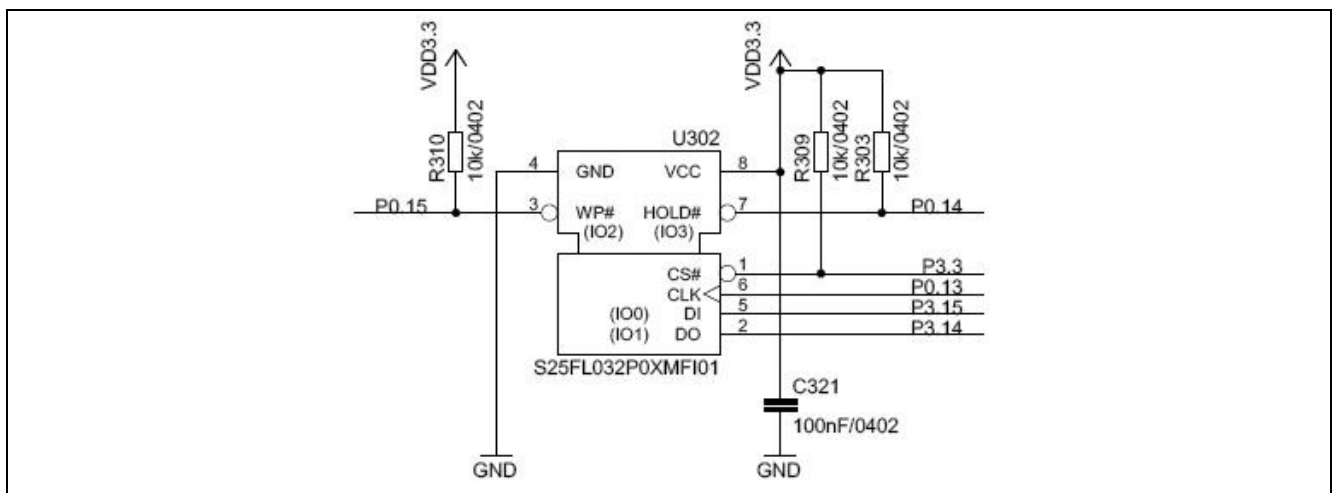 VDD3.3
VDD3.3
R310
10k/0402
R309
10k/0402
R303
10k/0402
U302
4 GND VCC 8
P0.15 3 WP# HOLD# 7 P0.14
(IO2) (IO3)
CS# 1 P3.3
CLK 6 P0.13
(IO0) DI 5 P3.15
(IO1) DO 2 P3.14
S25FL032P0XMFI01
C321
100nF/0402
GND GND